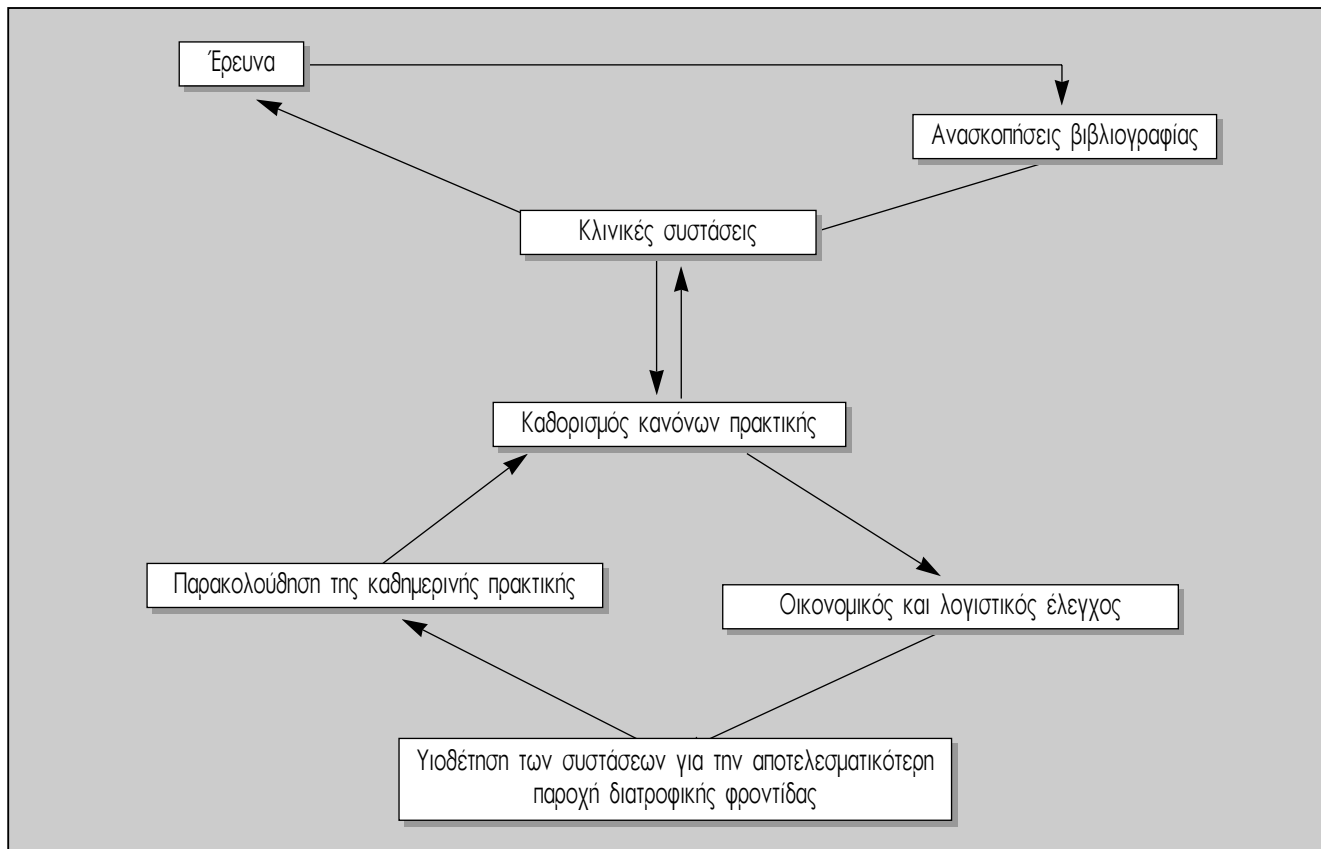 Έρευνα
Ανασκοπήσεις βιβλιογραφίας
Κλινικές συστάσεις
Καθορισμός κανόνων πρακτικής
Παρακολούθηση της καθημερινής πρακτικής
Οικονομικός και λογιστικός έλεγχος
Υιοθέτηση των συστάσεων για την αποτελεσματικότερη
παροχή διατροφικής φροντίδας